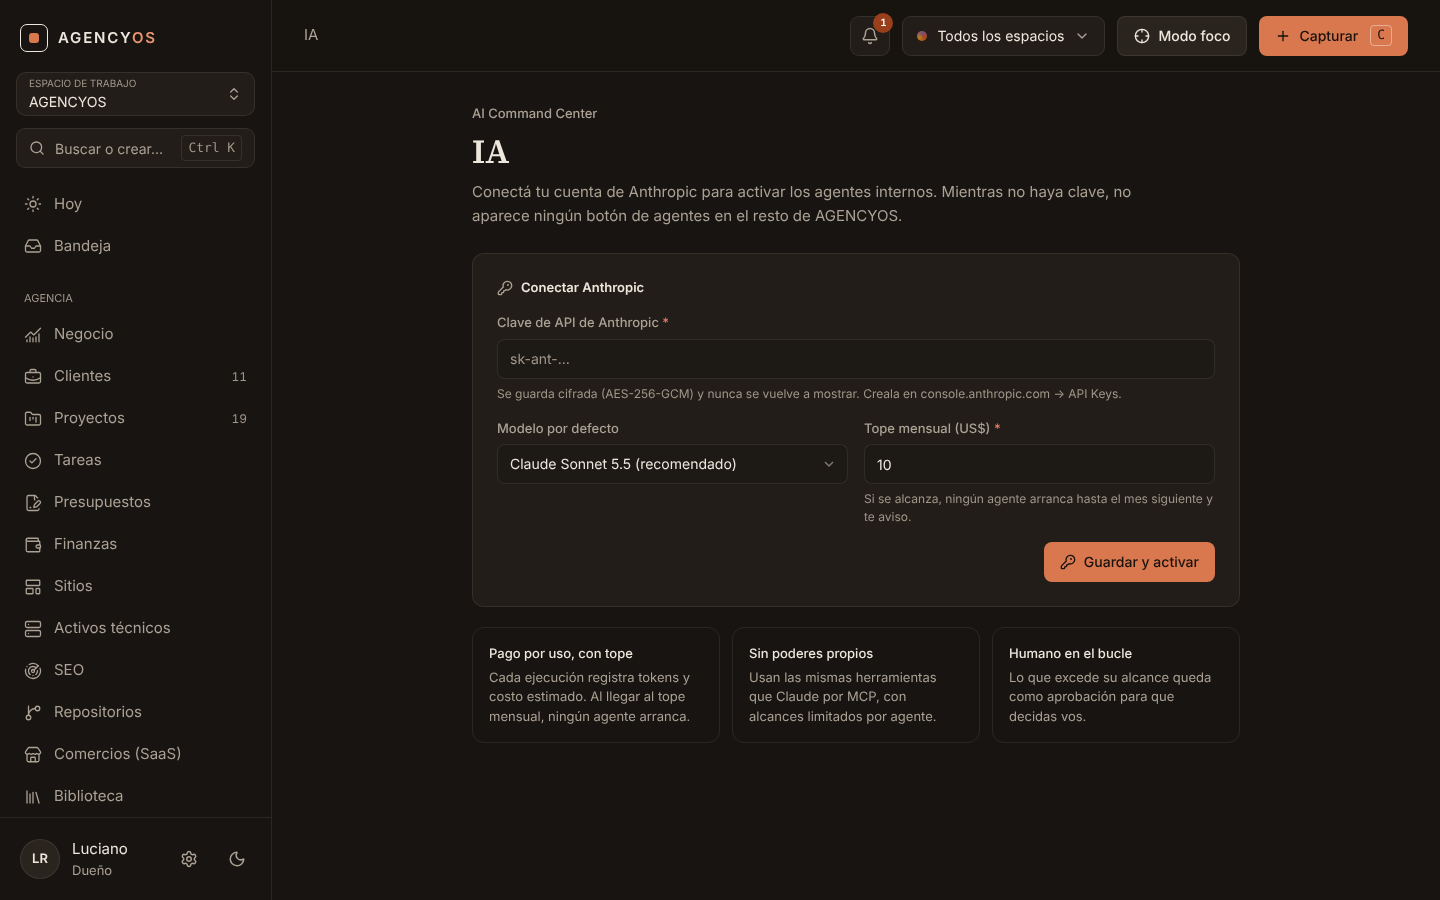 AGENCYOS
ESPACIO DE TRABAJO
AGENCYOS
Buscar o crear... Ctrl K
Hoy
Bandeja
AGENCIA
Negocio
Clientes 11
Proyectos 19
Tareas
Presupuestos
Finanzas
Sitios
Activos técnicos
SEO
Repositorios
Comercios (SaaS)
Biblioteca
LR
Luciano
Dueño
IA
1
Todos los espacios
Modo foco
Capturar C
AI Command Center
IA
Conectá tu cuenta de Anthropic para activar los agentes internos. Mientras no haya clave, no
aparece ningún botón de agentes en el resto de AGENCYOS.
Conectar Anthropic
Clave de API de Anthropic *
sk-ant-...
Se guarda cifrada (AES-256-GCM) y nunca se vuelve a mostrar. Creala en console.anthropic.com → API Keys.
Modelo por defecto
Claude Sonnet 5.5 (recomendado)
Tope mensual (US$) *
10
Si se alcanza, ningún agente arranca hasta el mes siguiente y
te aviso.
Guardar y activar
Pago por uso, con tope
Cada ejecución registra tokens y
costo estimado. Al llegar al tope
mensual, ningún agente arranca.
Sin poderes propios
Usan las mismas herramientas
que Claude por MCP, con
alcances limitados por agente.
Humano en el bucle
Lo que excede su alcance queda
como aprobación para que
decidas vos.